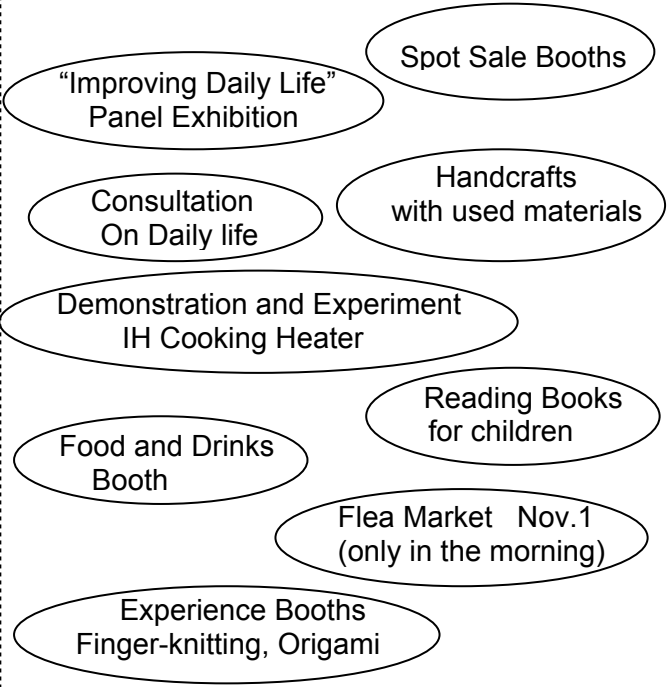 Spot Sale Booths
“Improving Daily Life”
Panel Exhibition
Handcrafts
with used materials
Consultation
On Daily life
Demonstration and Experiment
IH Cooking Heater
Reading Books
for children
Food and Drinks
Booth
Flea Market Nov.1
(only in the morning)
Experience Booths
Finger-knitting, Origami